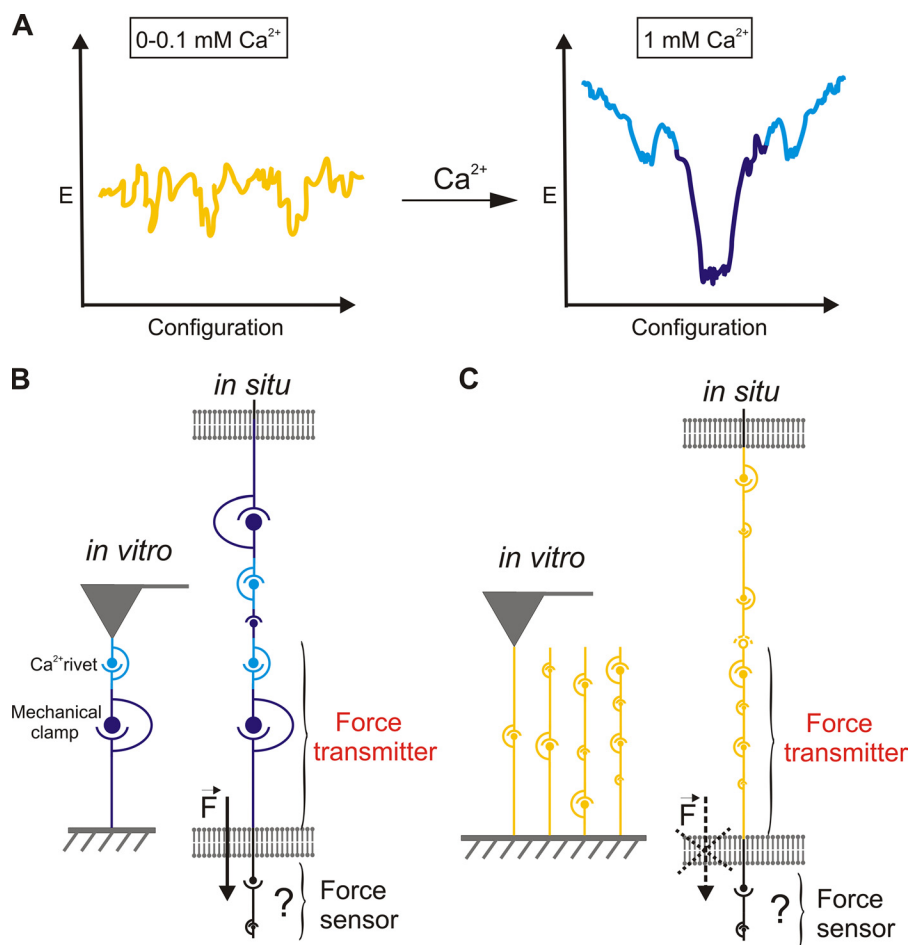 A
0-0.1 mM Ca²⁺
1 mM Ca²⁺
E
Ca²⁺
E
Configuration
Configuration
B
in situ
in vitro
Ca²⁺rivet
Mechanical
clamp
Force
transmitter
F
?
Force
sensor
C
in situ
in vitro
Force
transmitter
F
?
Force
sensor